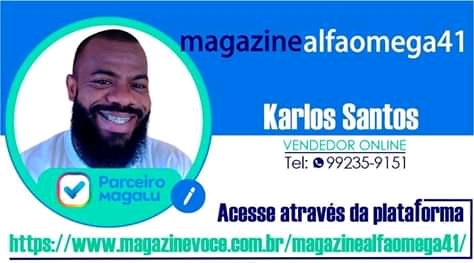 magazinealfaomega41
Karlos Santos
VENDEDOR ONLINE
Tel: 99235-9151
Parceiro
Magalu
Acesse através da plataforma
https://www.magazinevoce.com.br/magazinealfaomega41/